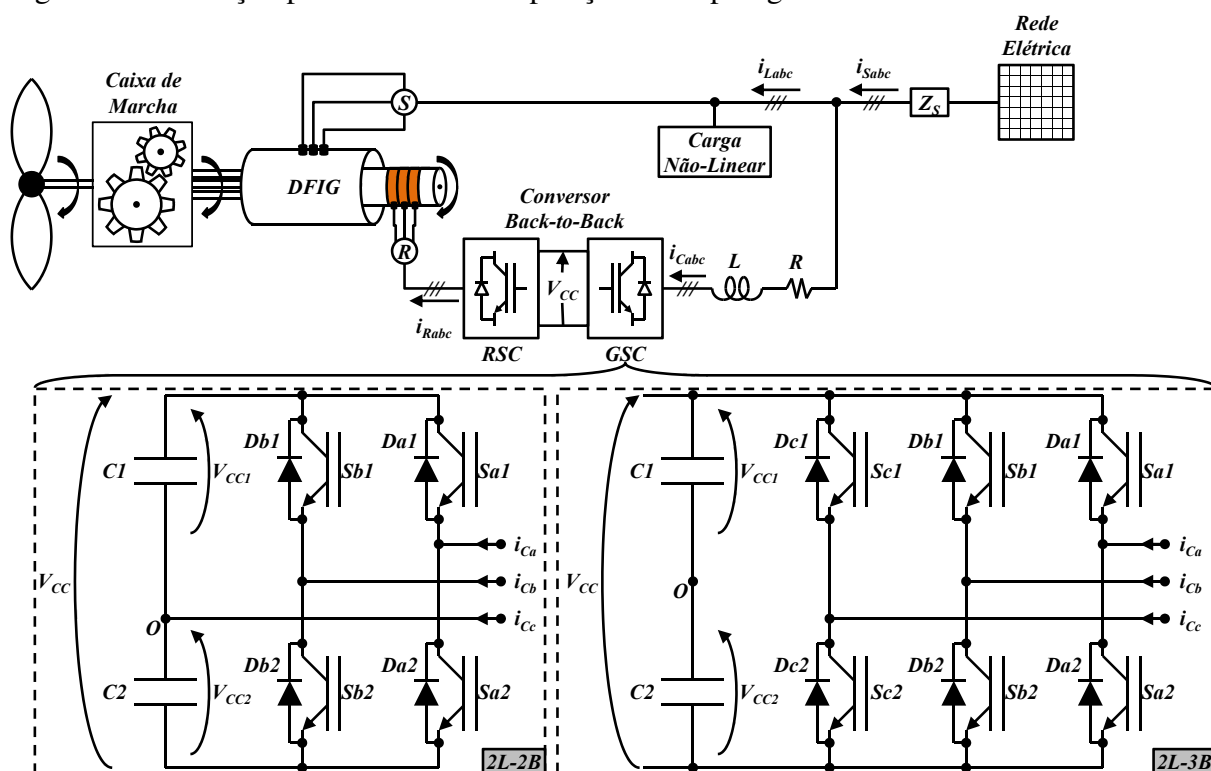 Rede
Elétrica
Caixa de
Marcha
i_Labc
i_Sabc
S
Z_S
Carga
Não-Linear
DFIG
Conversor
Back-to-Back
R
i_Cabc
L
R
V_CC
i_Rabc
RSC
GSC
Db1
Da1
C1
V_CC1
Sb1
Sa1
i_Ca
V_CC
i_Cb
O
i_Cc
Db2
Da2
C2
V_CC2
Sb2
Sa2
2L-2B
Dc1
Db1
Da1
C1
V_CC1
Sc1
Sb1
Sa1
i_Ca
V_CC
O
i_Cb
i_Cc
Dc2
Db2
Da2
C2
V_CC2
Sc2
Sb2
Sa2
2L-3B